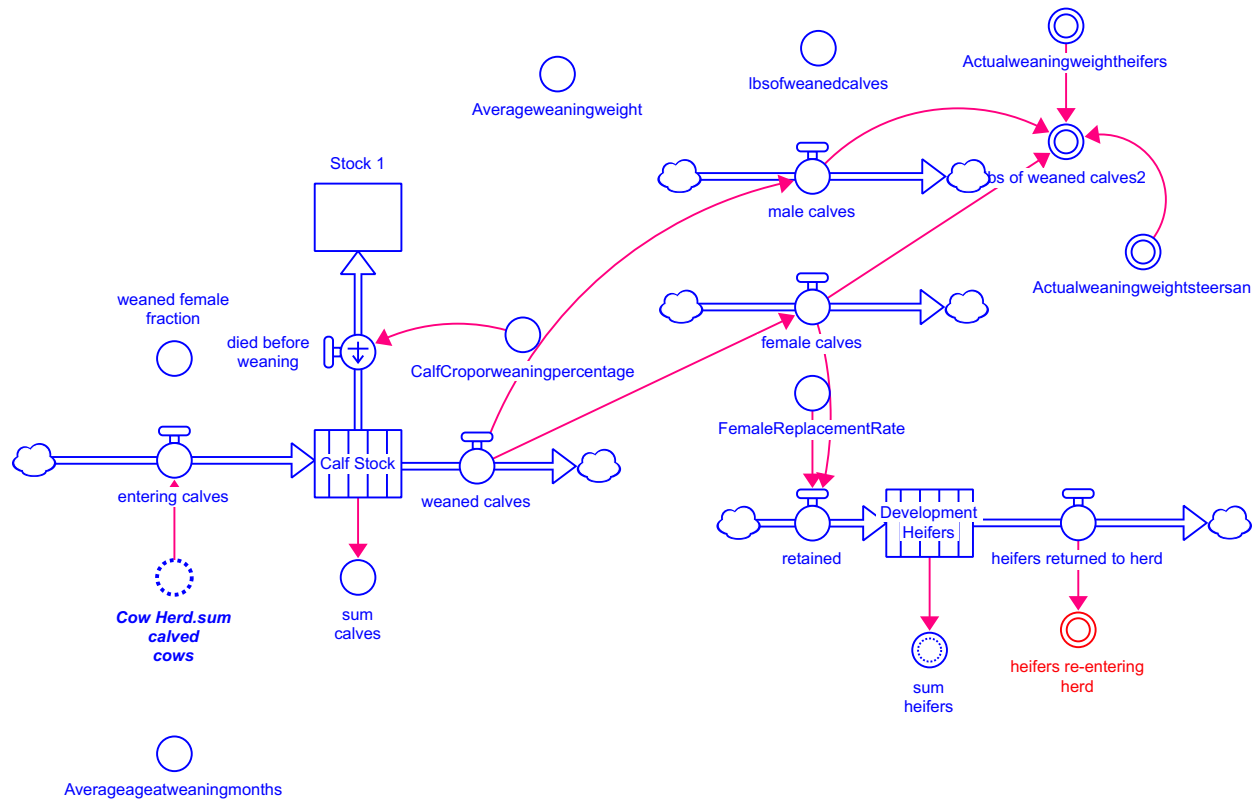 Actualweaningweightheifers
lbsofweanedcalves
Averageweaningweight
Stock 1
bs of weaned calves2
male calves
Actualweaningweightsteersan
weaned female
fraction
died before
weaning
female calves
CalfCroporweaningpercentage
FemaleReplacementRate
Calf Stock
entering calves
weaned calves
Development
Heifers
retained
heifers returned to herd
Cow Herd.sum
calved
cows
sum
calves
heifers re-entering
herd
sum
heifers
Averageageatweaningmonths